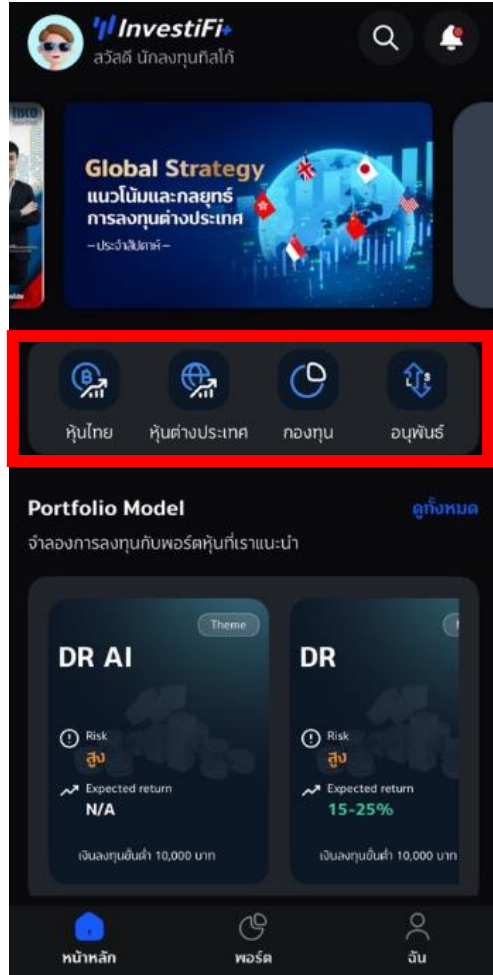 InvestiFi+
สวัสดี นักลงทุนทิสโก้
TISCO
Global Strategy
แนวโน้มและกลยุทธ์
การลงทุนต่างประเทศ
–ประจำสัปดาห์–
หุ้นไทย หุ้นต่างประเทศ กองทุน อนุพันธ์
Portfolio Model ดูทั้งหมด
จำลองการลงทุนกับพอร์ตหุ้นที่เราแนะนำ
Theme
DR AI DR
Risk Risk
สูง สูง
Expected return Expected return
N/A 15-25%
เงินลงทุนขั้นต่ำ 10,000 บาท เงินลงทุนขั้นต่ำ 10,000 บาท
หน้าหลัก พอร์ต ฉัน